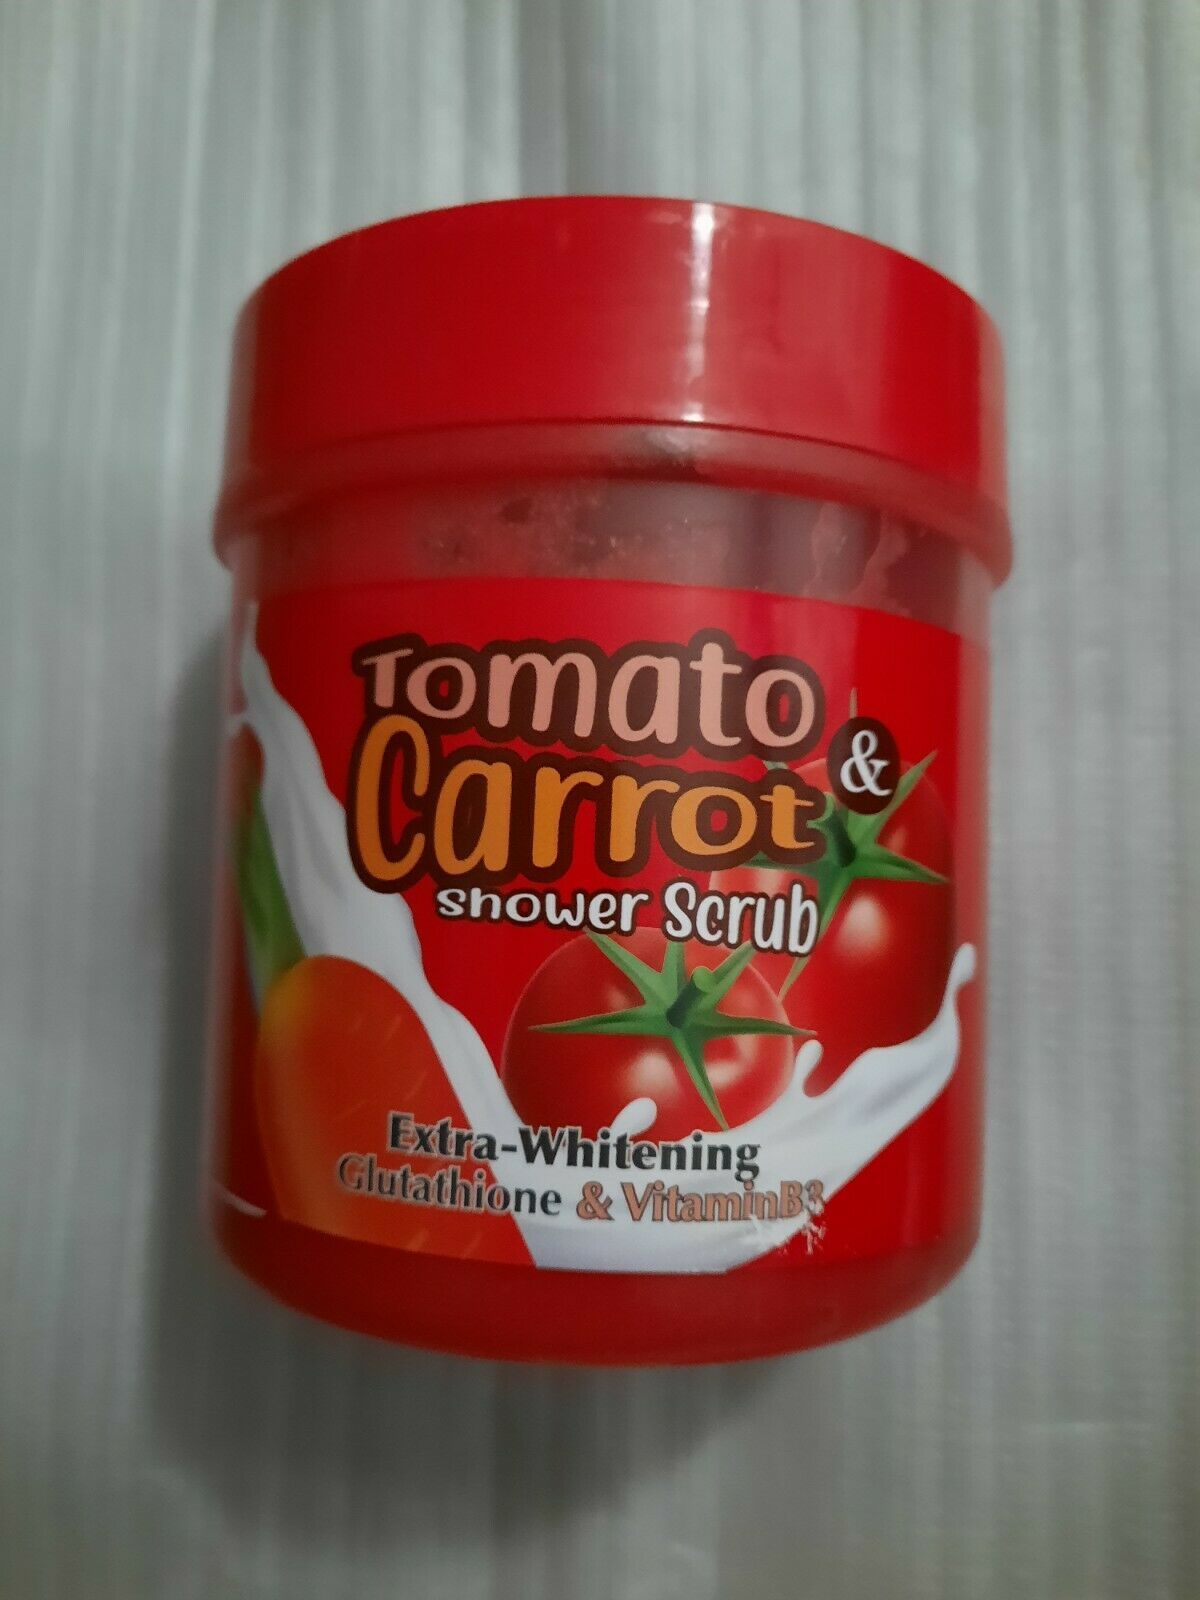 Tomato
& Carrot
Shower Scrub
Extra-Whitening
Glutathione & VitaminB3